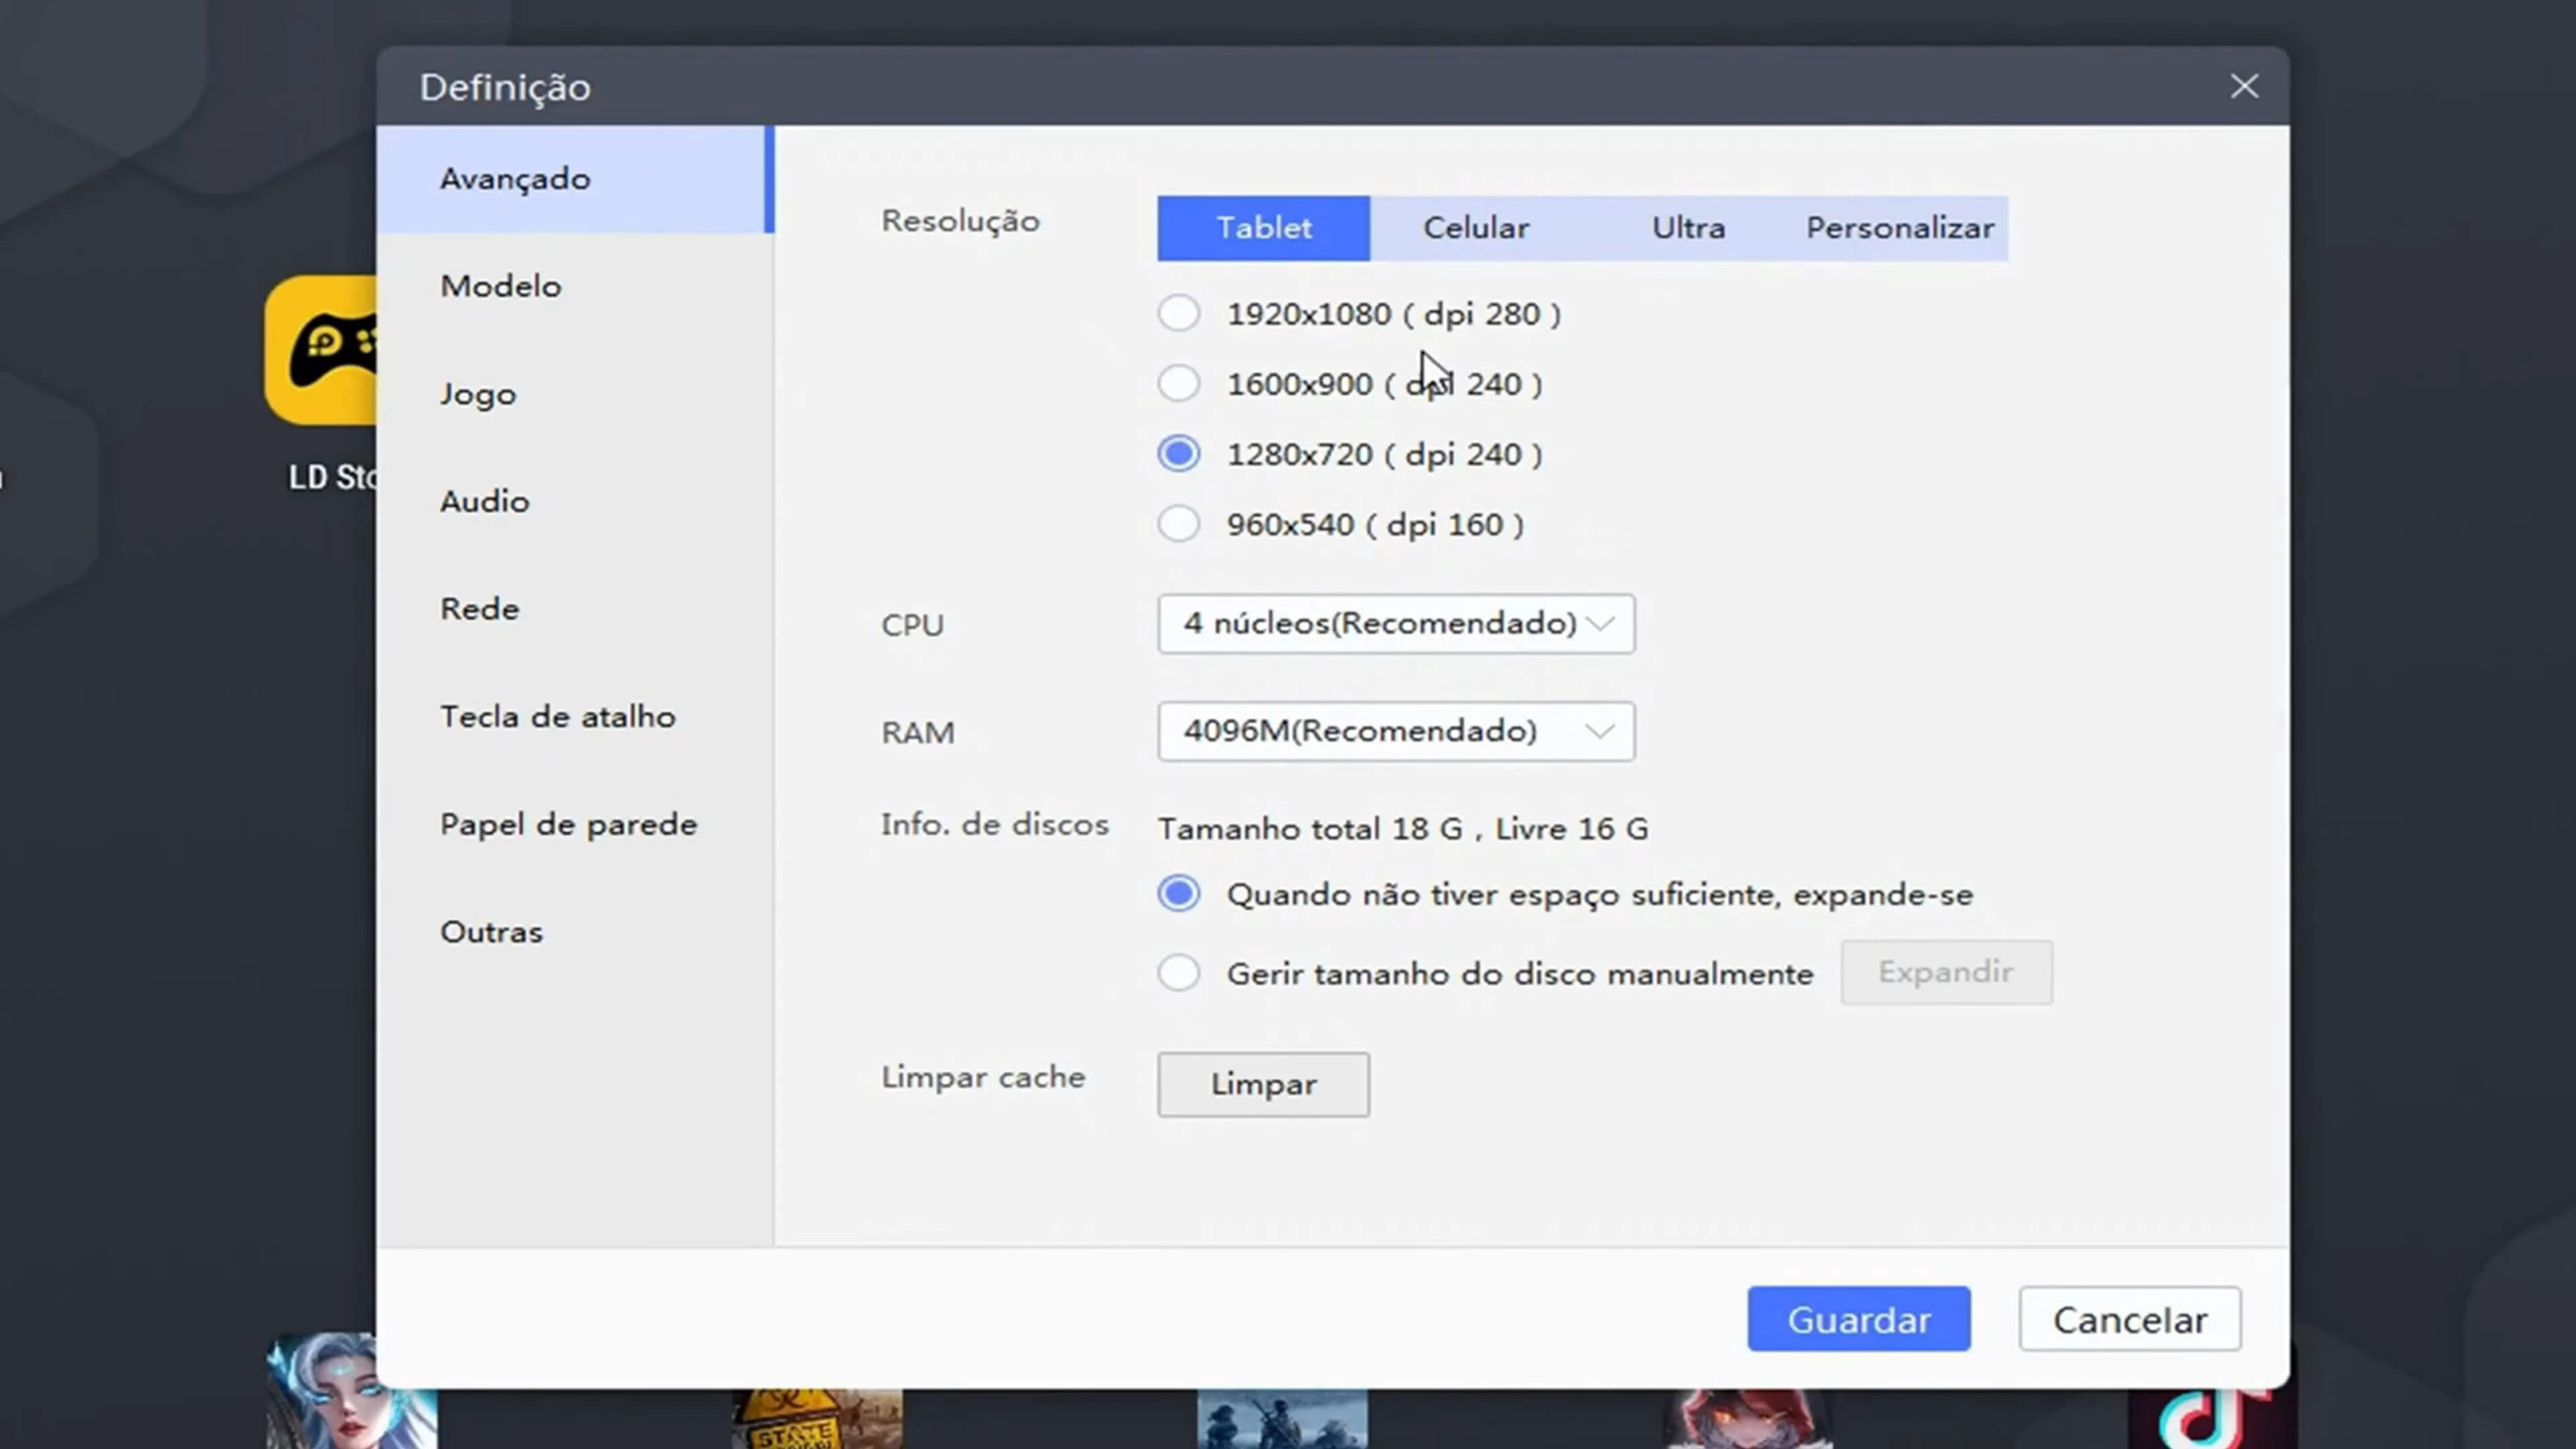 Definição
Avançado
Modelo
Jogo
Audio
Rede
Tecla de atalho
Papel de parede
Outras
Resolução
Tablet Celular Ultra Personalizar
1920x1080 ( dpi 280 )
1600x900 ( dpi 240 )
1280x720 ( dpi 240 )
960x540 ( dpi 160 )
CPU 4 núcleos(Recomendado)
RAM 4096M(Recomendado)
Info. de discos Tamanho total 18 G , Livre 16 G
Quando não tiver espaço suficiente, expande-se
Gerir tamanho do disco manualmente Expandir
Limpar cache Limpar
Guardar Cancelar
LD Sto
STATE